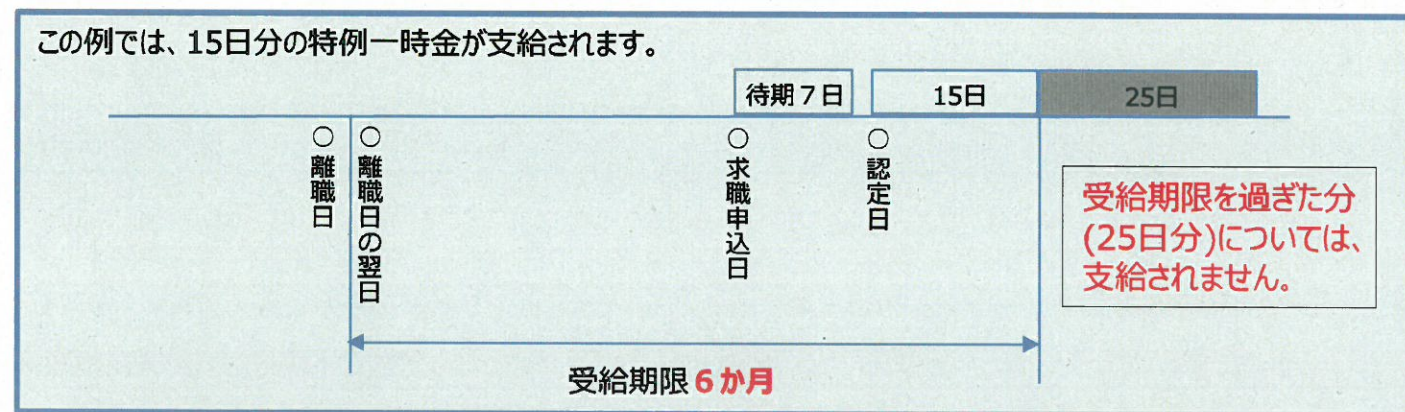 この例では、15日分の特例一時金が支給されます。
待期7日
15日
25日
○離職日
○離職日の翌日
○求職申込日
○認定日
受給期限を過ぎた分
(25日分)については、
支給されません。
受給期限6か月